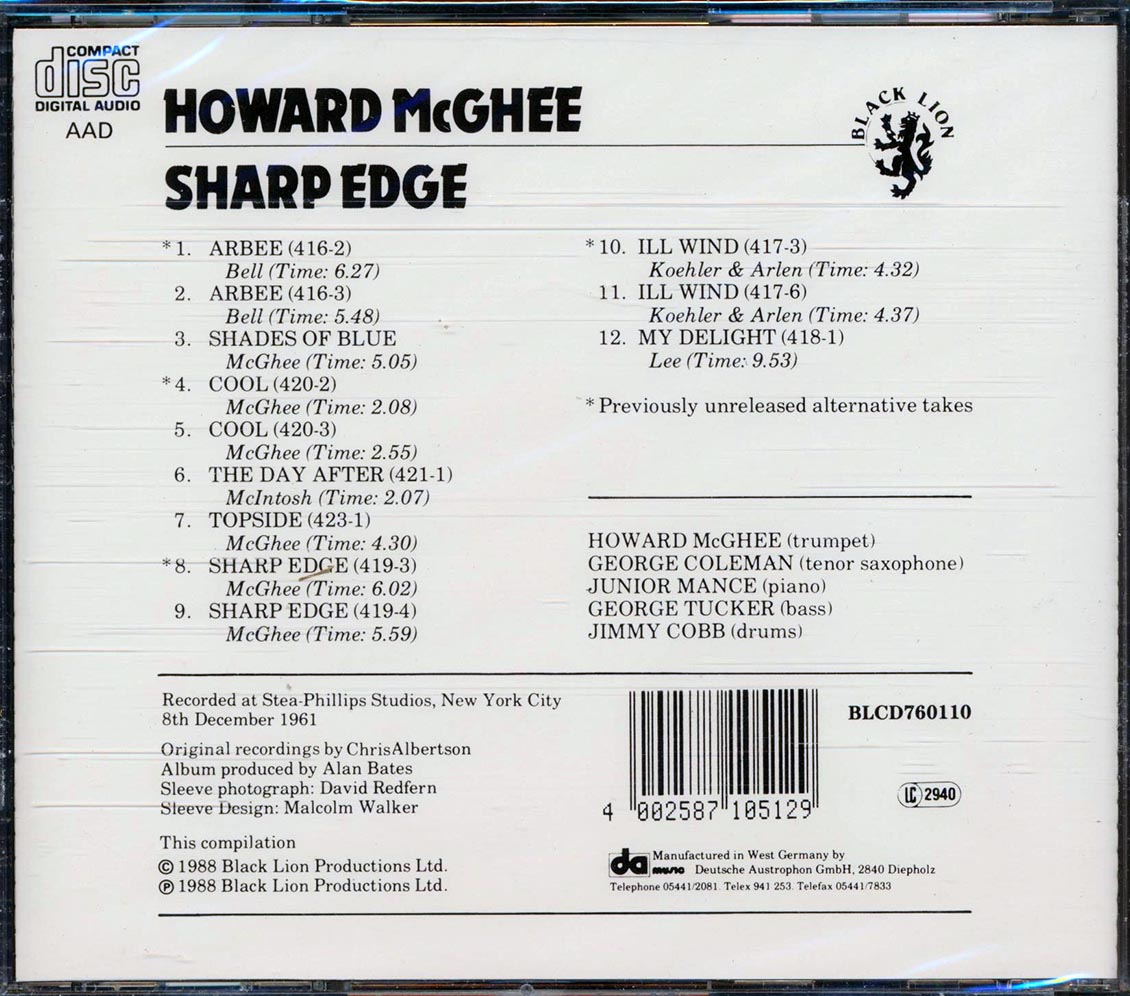 COMPACT
disc
DIGITAL AUDIO
AAD
HOWARD McGHEE
SHARP EDGE
BLACK LION
*1. ARBEE (416-2)
Bell (Time: 6.27)
2. ARBEE (416-3)
Bell (Time: 5.48)
3. SHADES OF BLUE
McGhee (Time: 5.05)
*4. COOL (420-2)
McGhee (Time: 2.08)
5. COOL (420-3)
McGhee (Time: 2.55)
6. THE DAY AFTER (421-1)
McIntosh (Time: 2.07)
7. TOPSIDE (423-1)
McGhee (Time: 4.30)
*8. SHARP EDGE (419-3)
McGhee (Time: 6.02)
9. SHARP EDGE (419-4)
McGhee (Time: 5.59)
*10. ILL WIND (417-3)
Koehler & Arlen (Time: 4.32)
11. ILL WIND (417-6)
Koehler & Arlen (Time: 4.37)
12. MY DELIGHT (418-1)
Lee (Time: 9.53)
*Previously unreleased alternative takes
HOWARD McGHEE (trumpet)
GEORGE COLEMAN (tenor saxophone)
JUNIOR MANCE (piano)
GEORGE TUCKER (bass)
JIMMY COBB (drums)
Recorded at Stea-Phillips Studios, New York City
8th December 1961
Original recordings by Chris Albertson
Album produced by Alan Bates
Sleeve photograph: David Redfern
Sleeve Design: Malcolm Walker
This compilation
© 1988 Black Lion Productions Ltd.
℗ 1988 Black Lion Productions Ltd.
4 002587 105129
BLCD760110
LC 2940
da music
Manufactured in West Germany by
Deutsche Austrophon GmbH, 2840 Diepholz
Telephone 05441/2081. Telex 941 253. Telefax 05441/7833